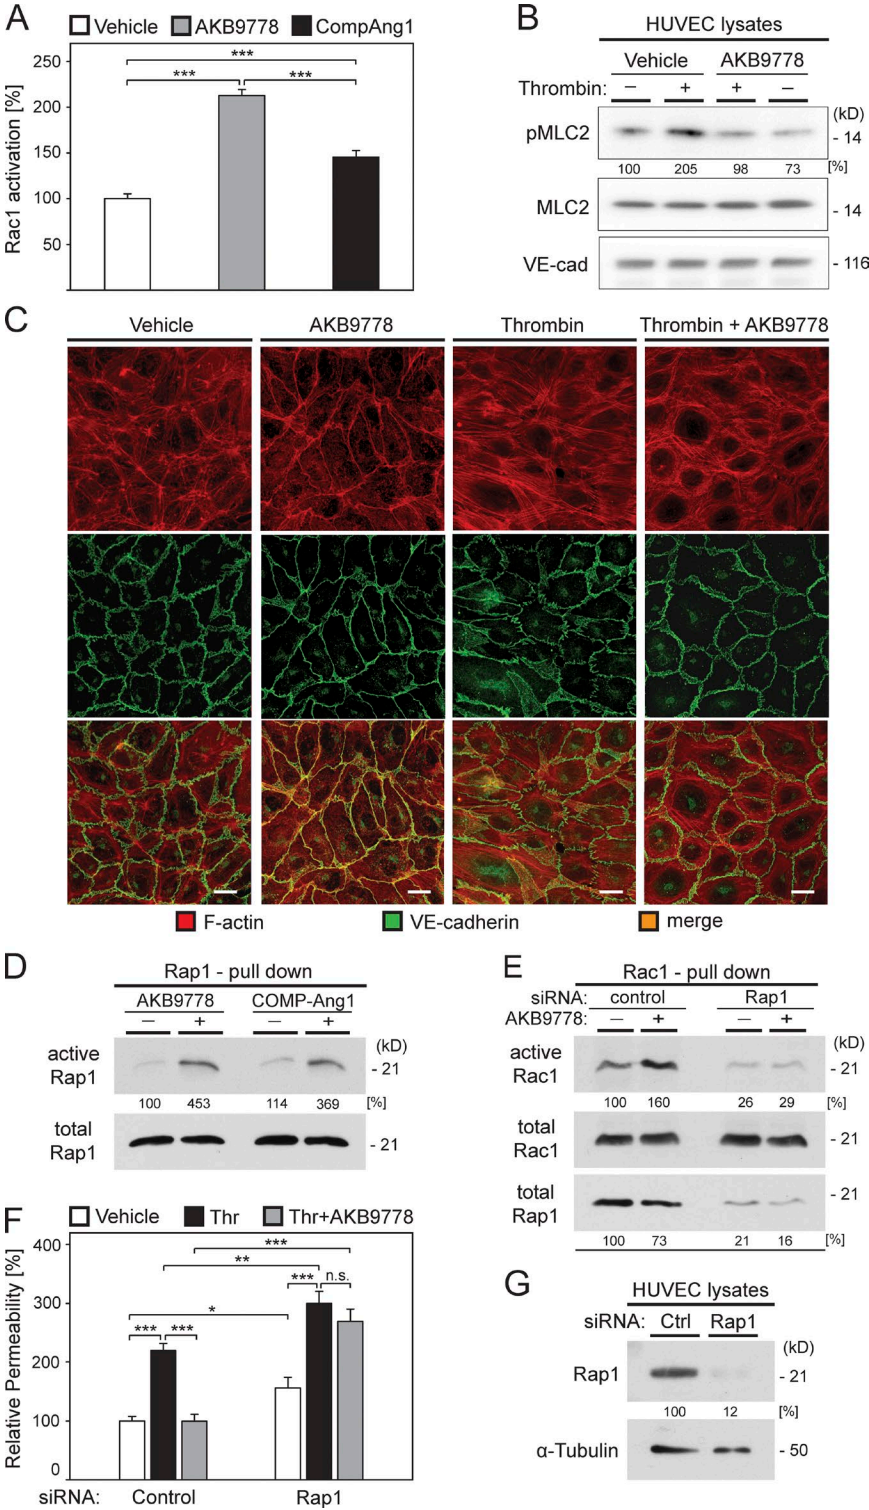 A
Vehicle AKB9778 CompAng1
Rac1 activation [%]
250
200
150
100
50
***
*** ***
B
HUVEC lysates
Vehicle AKB9778
Thrombin: – + + –
(kD)
pMLC2 - 14
100 205 98 73 [%]
MLC2 - 14
VE-cad - 116
C
Vehicle AKB9778 Thrombin Thrombin + AKB9778
F-actin VE-cadherin merge
D
Rap1 - pull down
AKB9778 COMP-Ang1
– + – +
(kD)
active
Rap1 - 21
100 453 114 369 [%]
total
Rap1 - 21
E
Rac1 - pull down
siRNA: control Rap1
AKB9778: – + – +
(kD)
active
Rac1 - 21
100 160 26 29 [%]
total
Rac1 - 21
total
Rap1 - 21
100 73 21 16 [%]
F
Vehicle Thr Thr+AKB9778
Relative Permeability [%]
400
300
200
100
0
***
**
*** n.s.
*
*** ***
siRNA: Control Rap1
G
HUVEC lysates
siRNA: Ctrl Rap1
(kD)
Rap1 - 21
100 12 [%]
α-Tubulin - 50